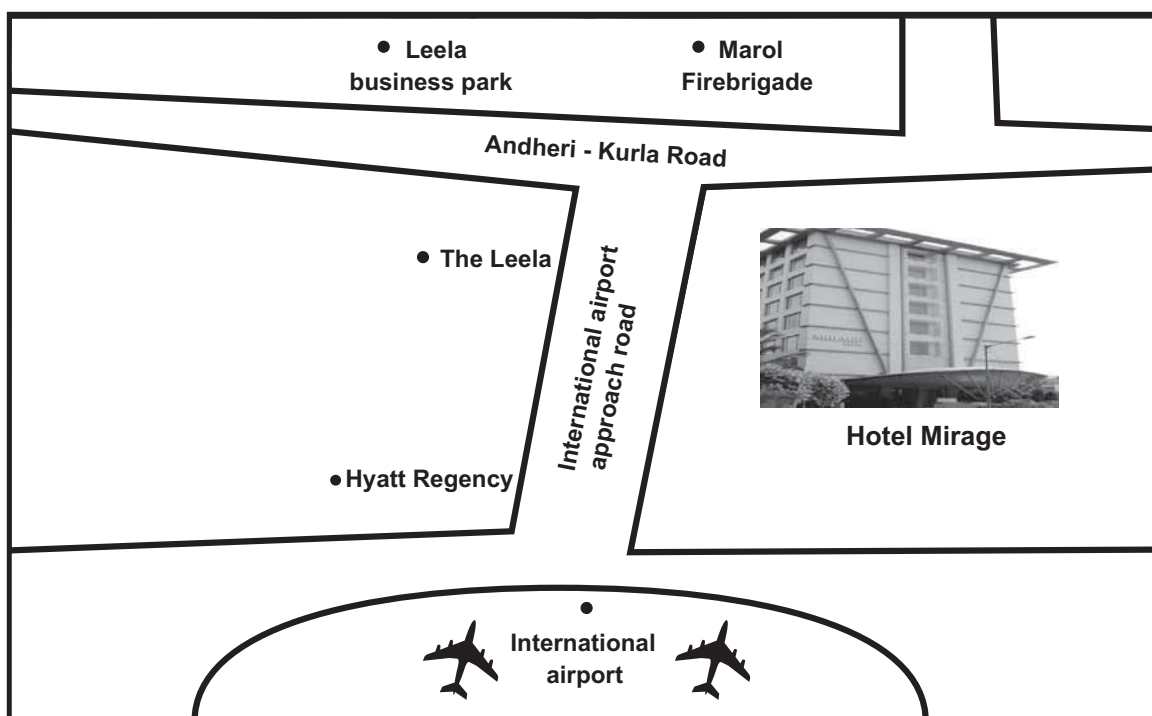 Leela
business park
Marol
Firebrigade
Andheri - Kurla Road
The Leela
International airport
approach road
Hotel Mirage
Hyatt Regency
International
airport